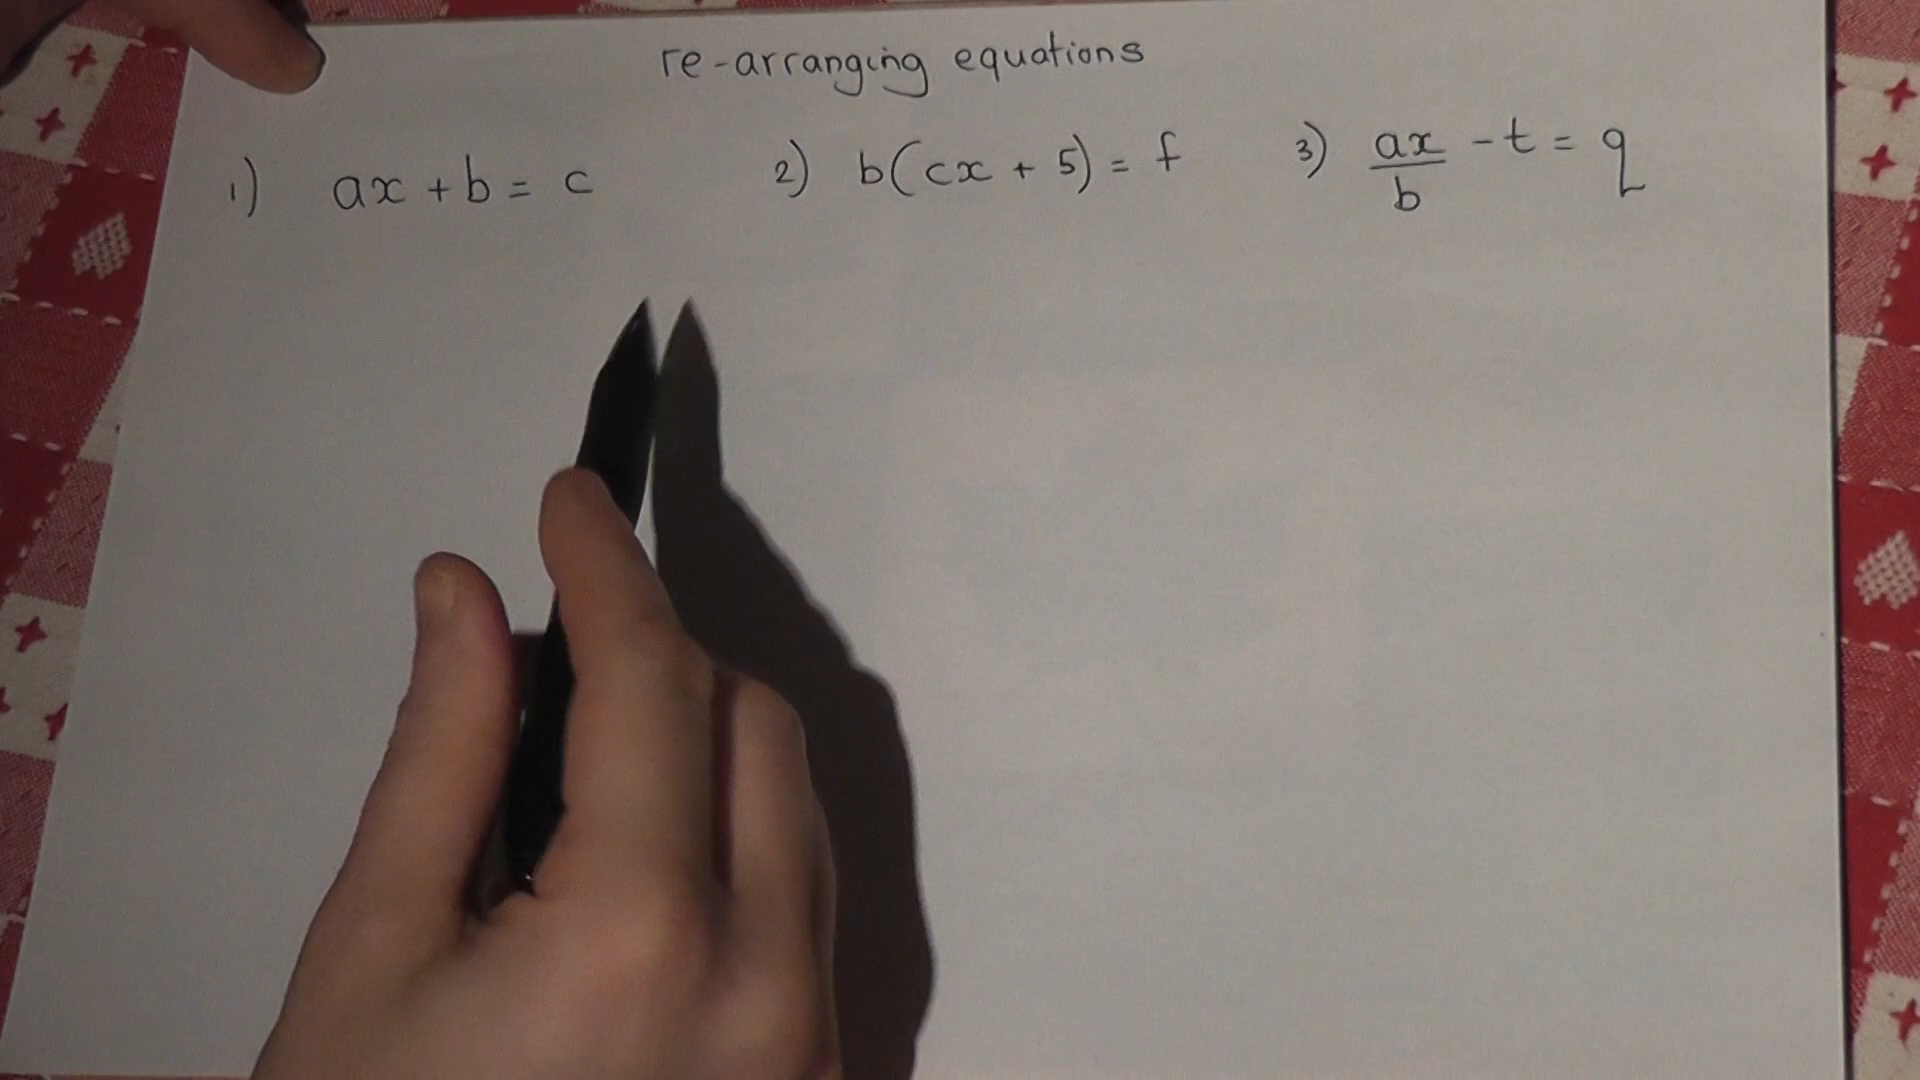 re-arranging equations
1) ax + b = c
2) b(cx + 5) = f
3) ax/b - t = q